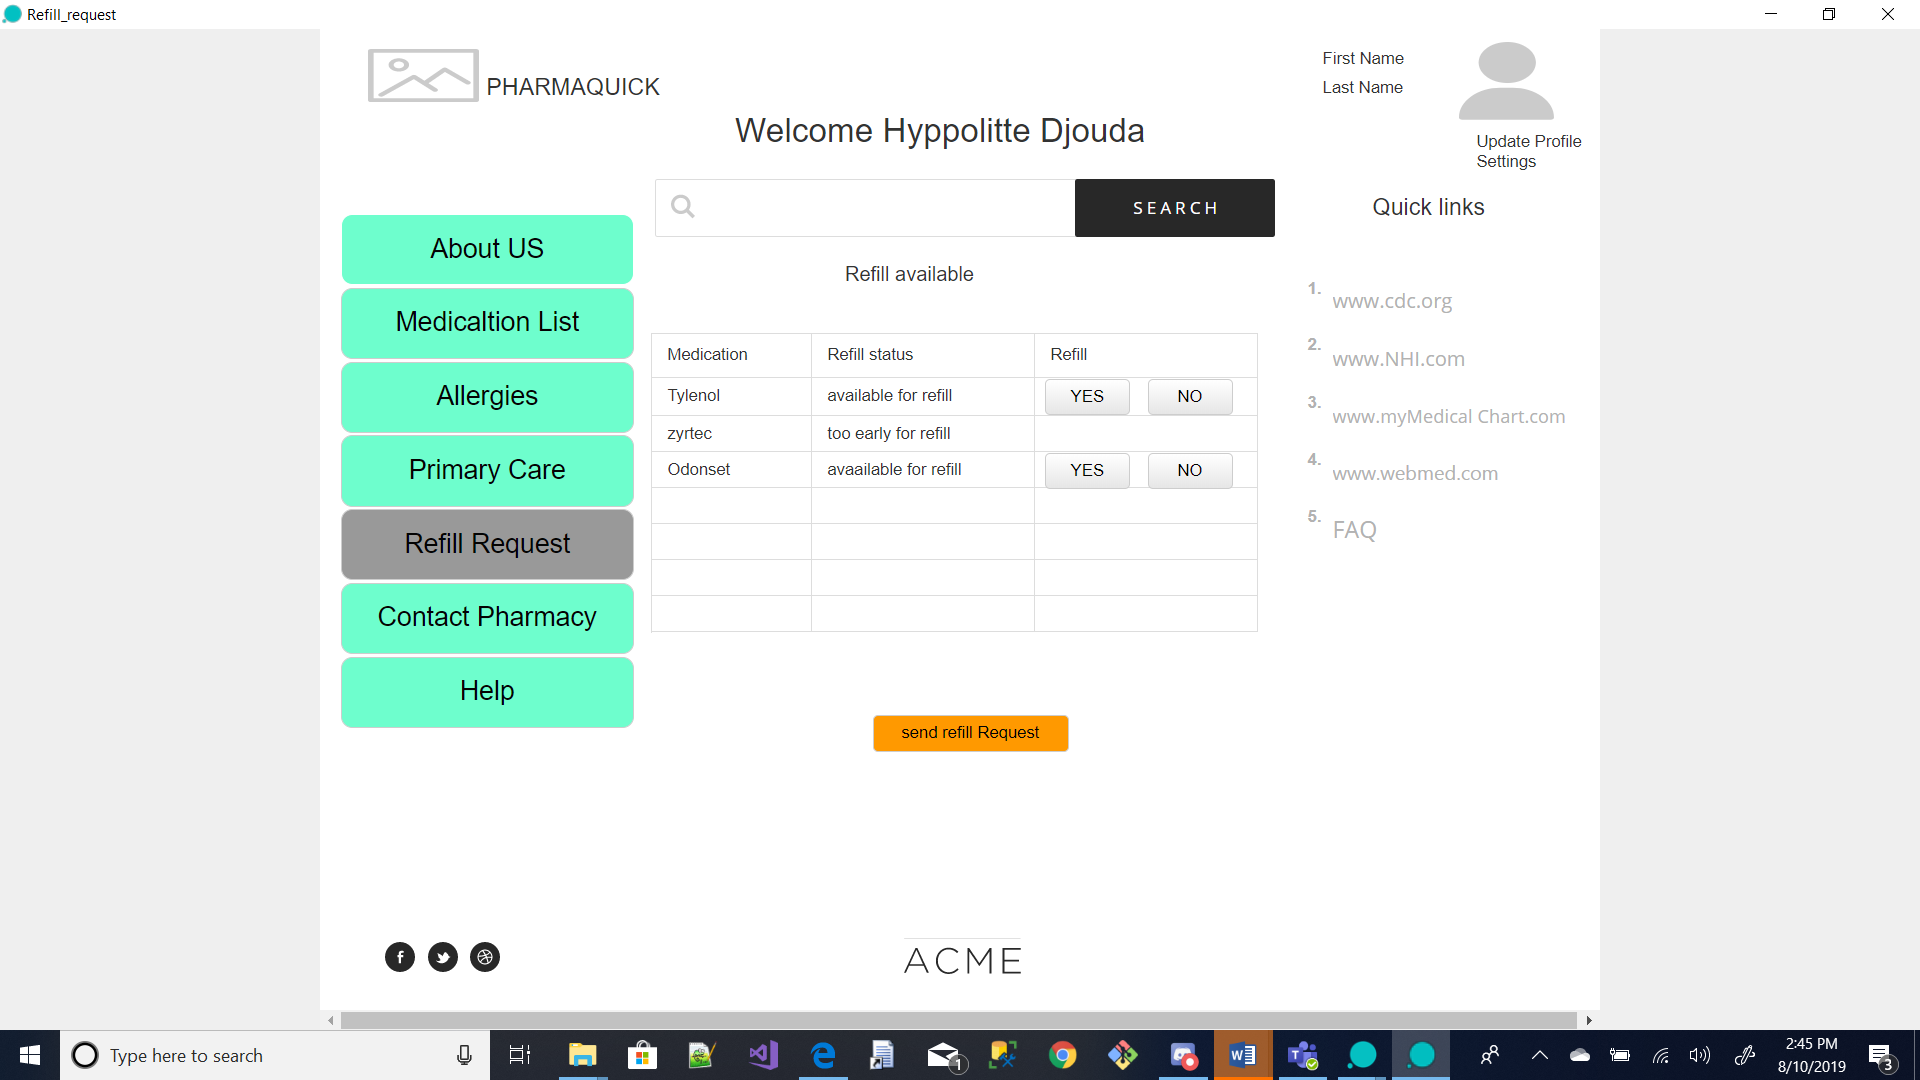 Refill_request
PHARMAQUICK
First Name
Last Name
Welcome Hyppolitte Djouda
Update Profile
Settings
SEARCH
Quick links
About US
Medicaltion List
Allergies
Primary Care
Refill Request
Contact Pharmacy
Help
Refill available
Medication Refill status Refill
Tylenol available for refill YES NO
zyrtec too early for refill
Odonset avaailable for refill YES NO
send refill Request
1. www.cdc.org
2. www.NHI.com
3. www.myMedical Chart.com
4. www.webmed.com
5. FAQ
f
ACME
Type here to search
1
2:45 PM
8/10/2019
3